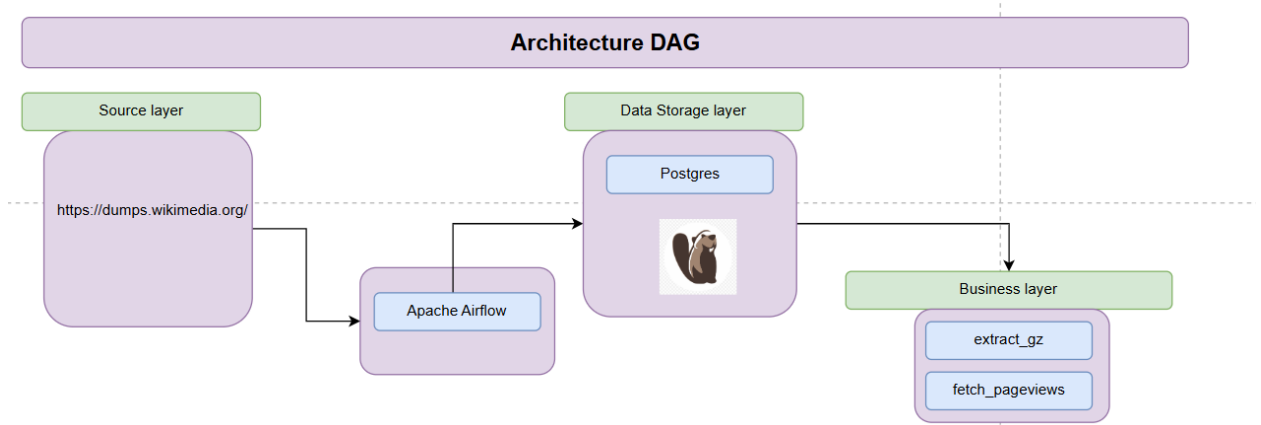 Architecture DAG
Source layer
Data Storage layer
Postgres
https://dumps.wikimedia.org/
Apache Airflow
Business layer
extract_gz
fetch_pageviews